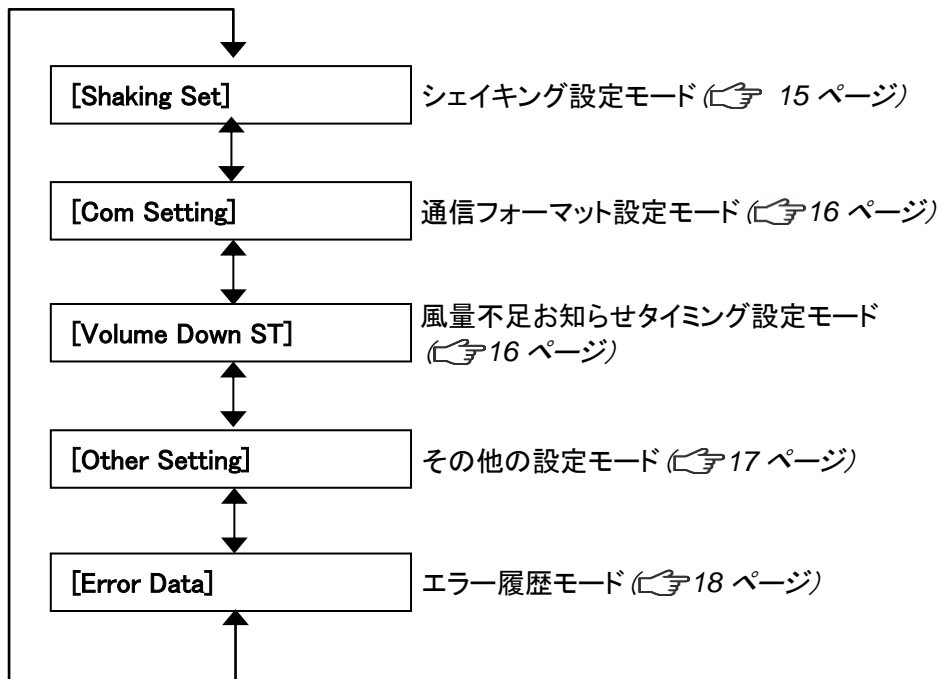 [Shaking Set] シェイキング設定モード(☞ 15 ページ)
[Com Setting] 通信フォーマット設定モード(☞16 ページ)
[Volume Down ST] 風量不足お知らせタイミング設定モード
(☞16 ページ)
[Other Setting] その他の設定モード(☞17 ページ)
[Error Data] エラー履歴モード(☞18 ページ)